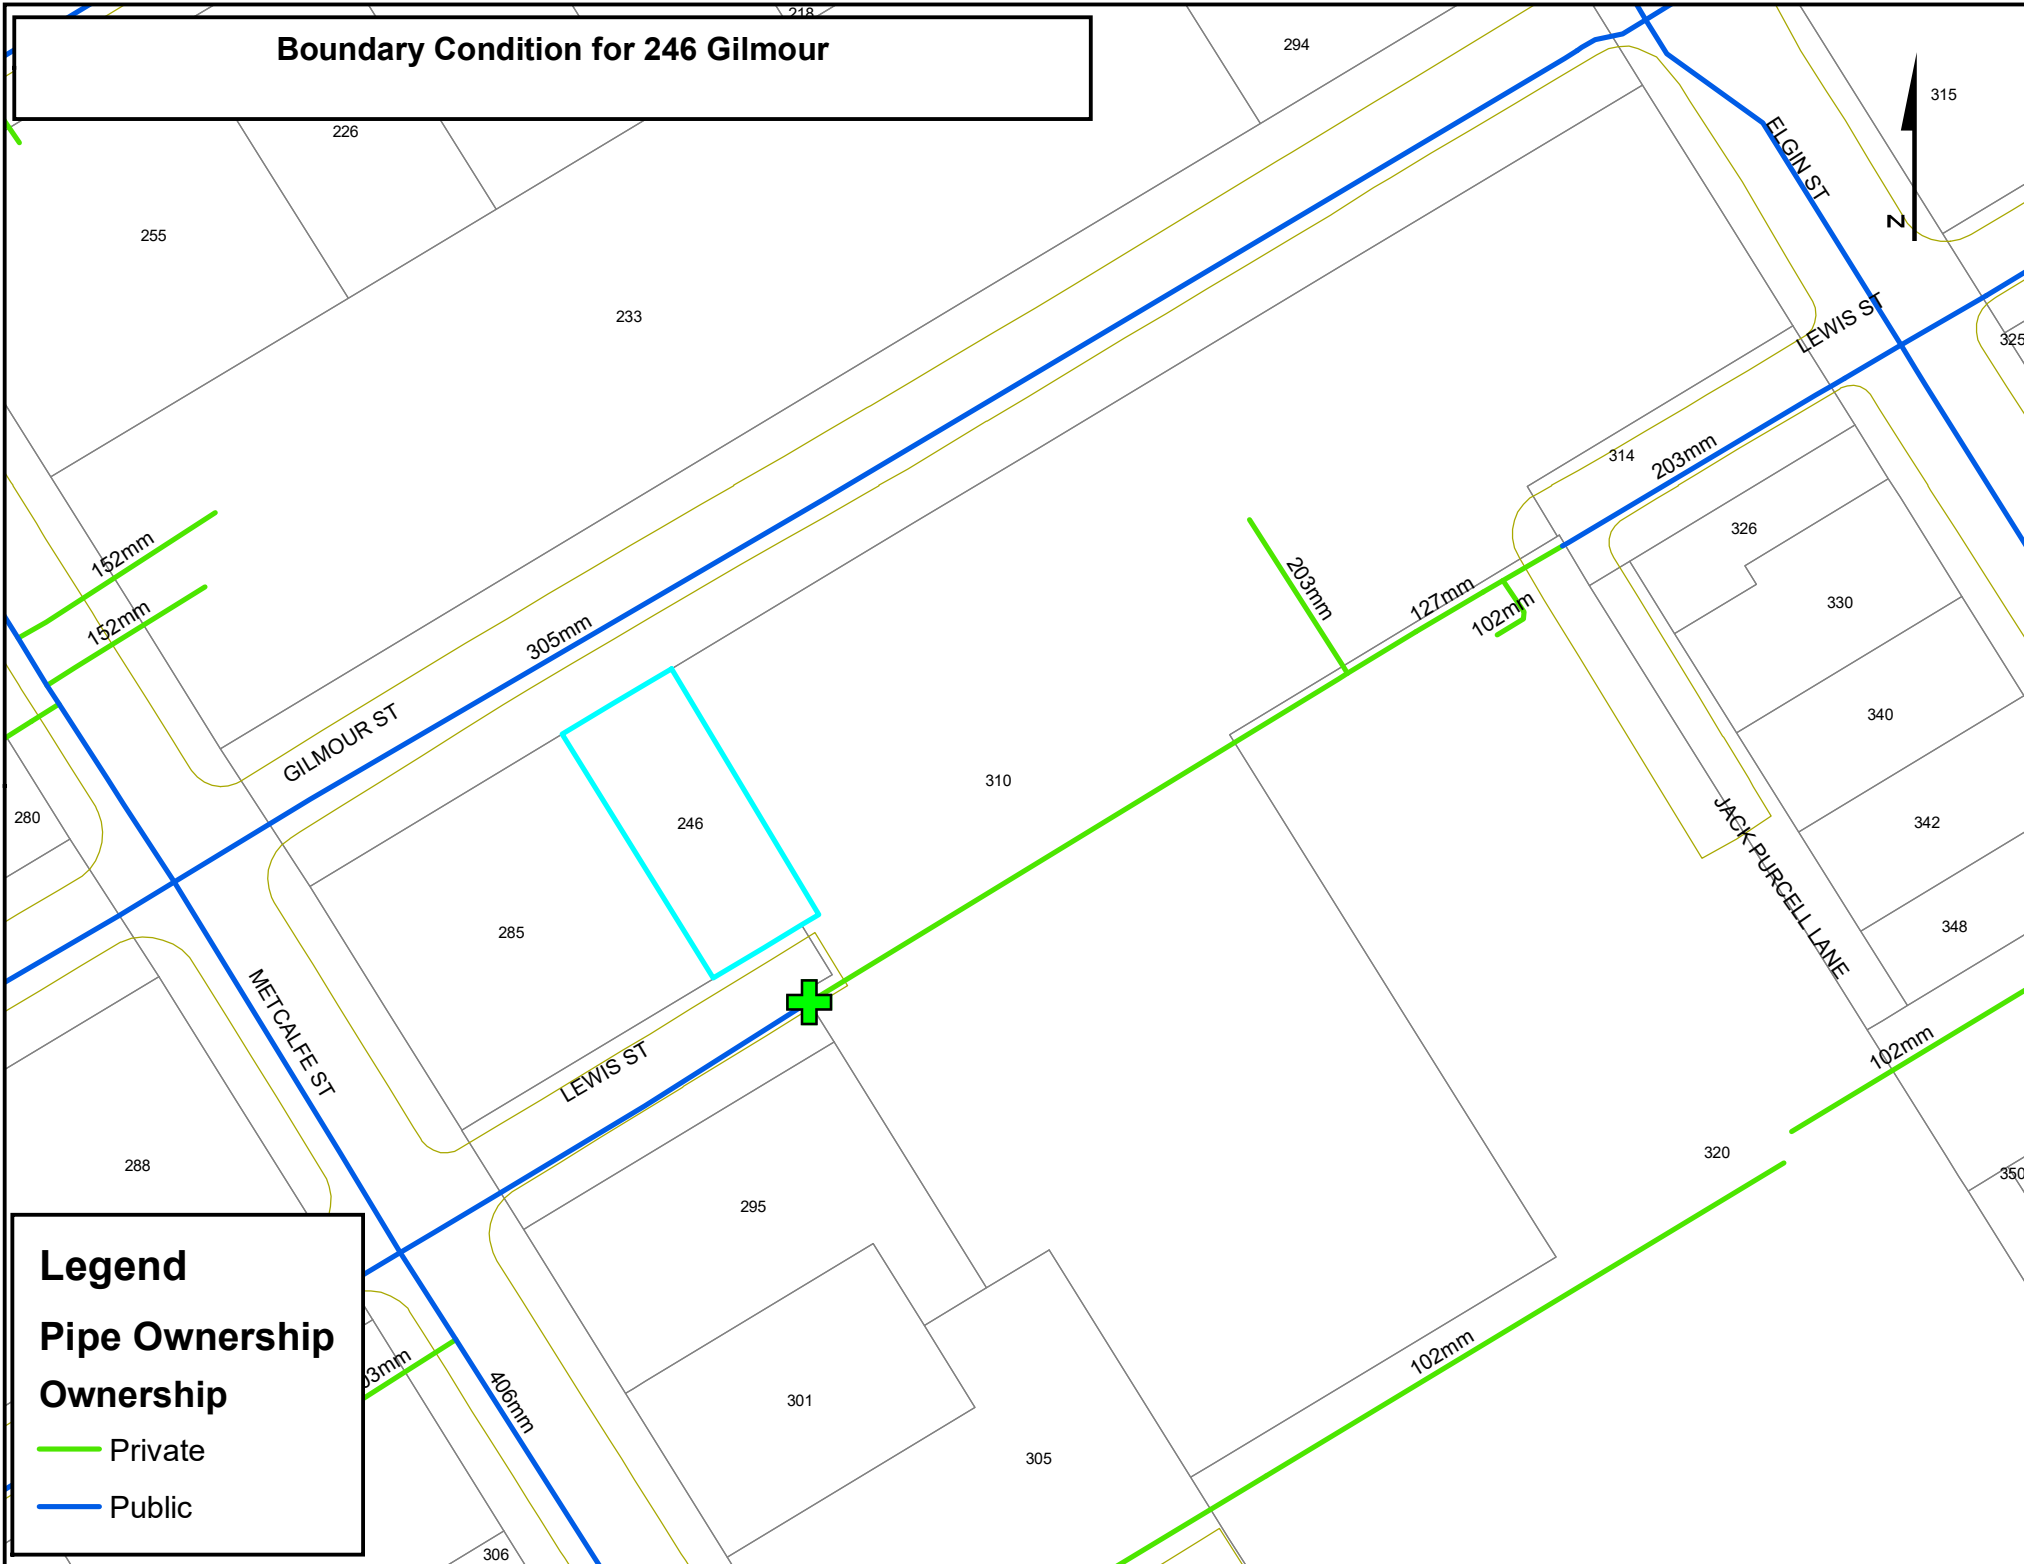 218
Boundary Condition for 246 Gilmour
294
315
226
ELGIN ST
255
Z
233
LEWIS ST
325
314
203mm
326
152mm
203mm
127mm
102mm
330
152mm
305mm
GILMOUR ST
340
310
280
246
342
JACK PURCELL LANE
285
348
METCALFE ST
LEWIS ST
102mm
288
320
350
295
Legend
Pipe Ownership
Ownership
Private
Public
03mm
406mm
102mm
301
305
306